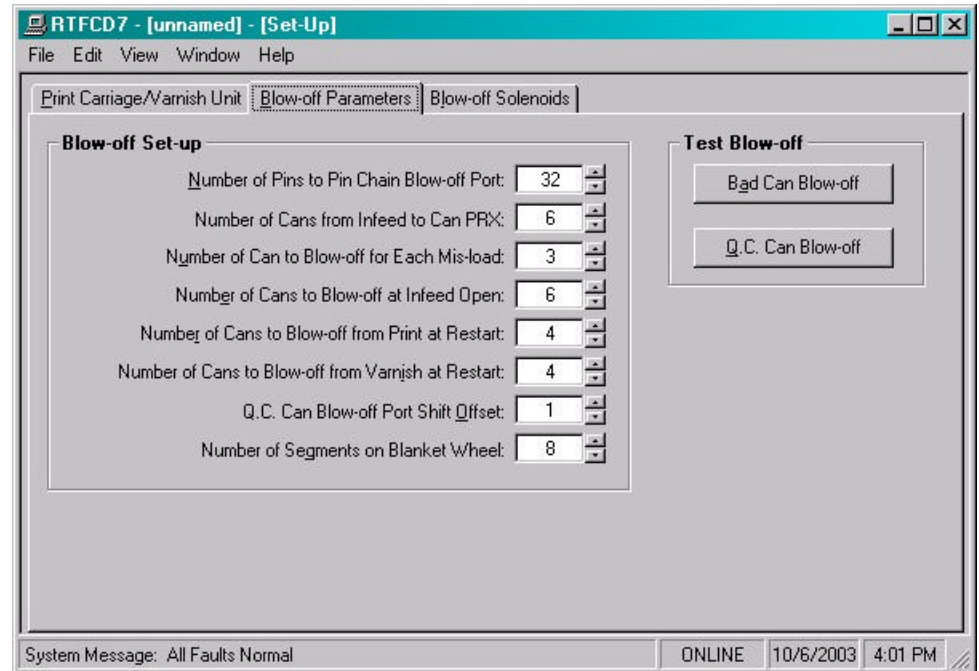 RTFCD7 - [unnamed] - [Set-Up]
File Edit View Window Help
Print Carriage/Varnish Unit Blow-off Parameters Blow-off Solenoids
Blow-off Set-up
Number of Pins to Pin Chain Blow-off Port: 32
Number of Cans from Infeed to Can PRX: 6
Number of Can to Blow-off for Each Mis-load: 3
Number of Cans to Blow-off at Infeed Open: 6
Number of Cans to Blow-off from Print at Restart: 4
Number of Cans to Blow-off from Varnish at Restart: 4
Q.C. Can Blow-off Port Shift Offset: 1
Number of Segments on Blanket Wheel: 8
Test Blow-off
Bad Can Blow-off
Q.C. Can Blow-off
System Message: All Faults Normal ONLINE 10/6/2003 4:01 PM